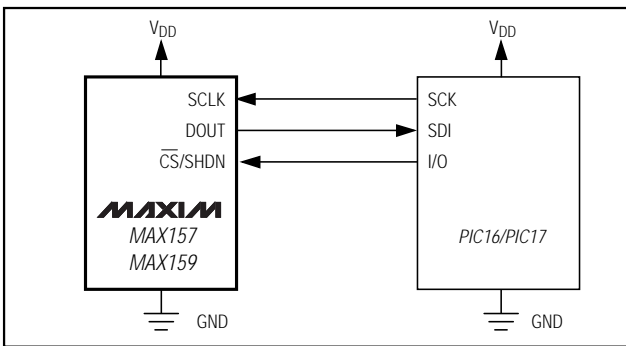 VDD VDD
SCLK SCK
DOUT SDI
CS/SHDN I/O
MAXIM
MAX157 PIC16/PIC17
MAX159
GND GND